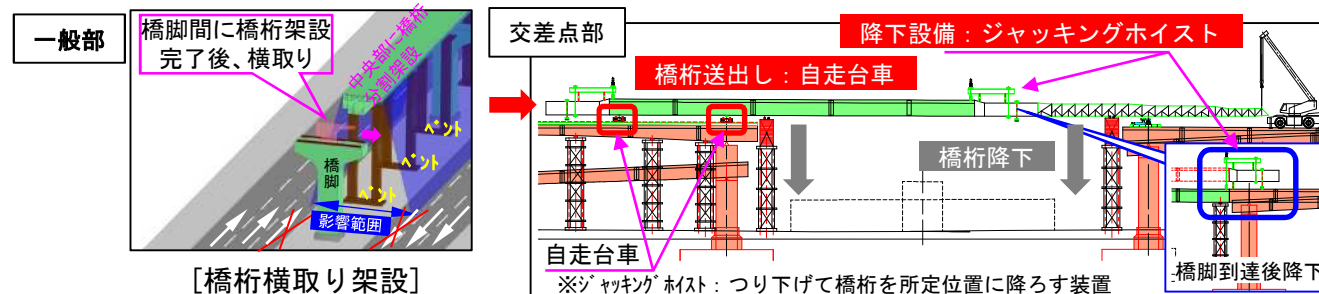 一般部
橋脚間に橋桁架設
完了後、横取り
中央部に橋桁
分割架設
ベント
ベント
ベント
橋脚
影響範囲
[橋桁横取り架設]
交差点部
降下設備：ジャッキングホイスト
橋桁送出し：自走台車
橋桁降下
自走台車
橋脚到達後降下
※ジャッキングホイスト：つり下げて橋桁を所定位置に降ろす装置